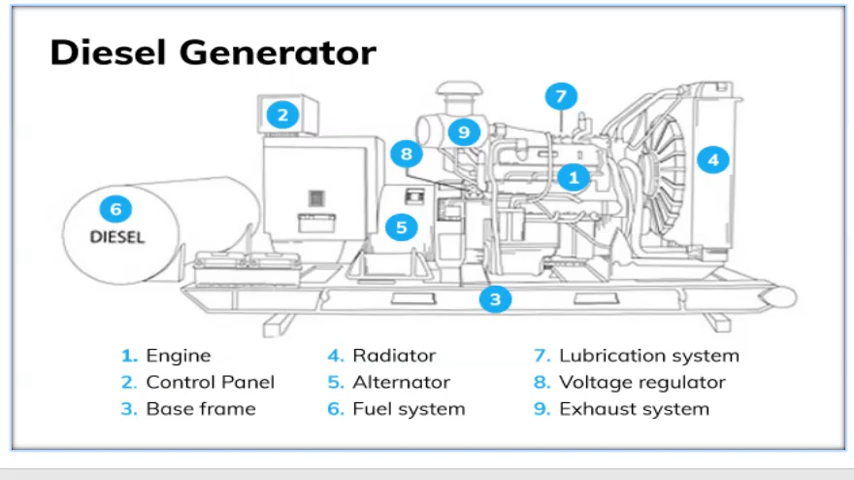 Diesel Generator
7
2
9
8
4
1
6
5
DIESEL
3
1. Engine
2. Control Panel
3. Base frame
4. Radiator
5. Alternator
6. Fuel system
7. Lubrication system
8. Voltage regulator
9. Exhaust system